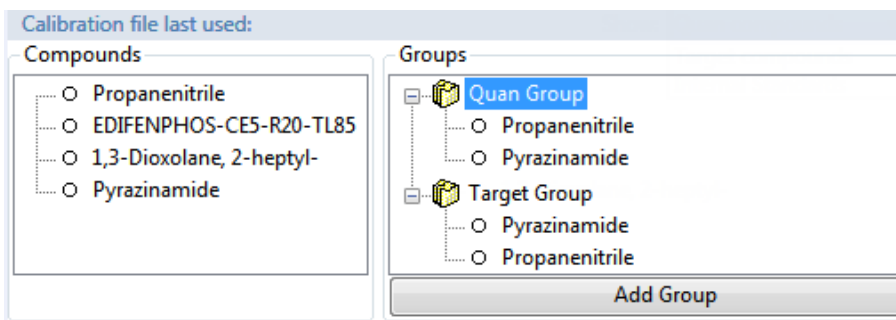 Calibration file last used:
Compounds
Propanenitrile
EDIFENPHOS-CE5-R20-TL85
1,3-Dioxolane, 2-heptyl-
Pyrazinamide
Groups
Quan Group
Propanenitrile
Pyrazinamide
Target Group
Pyrazinamide
Propanenitrile
Add Group